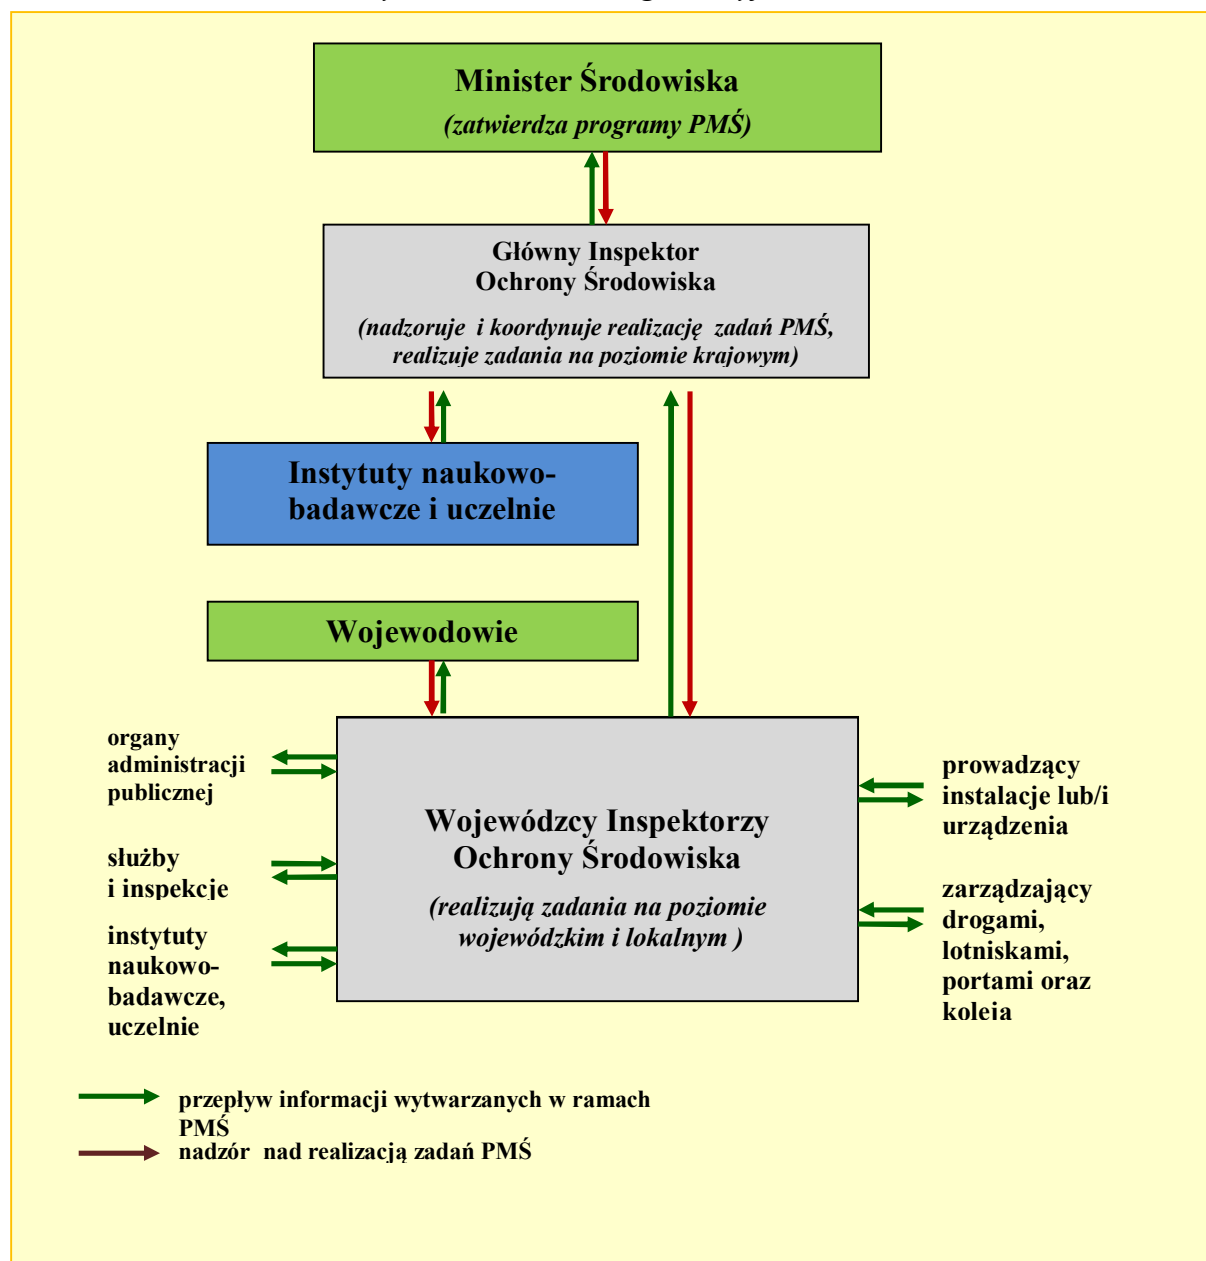 Minister Środowiska
(zatwierdza programy PMŚ)
Główny Inspektor
Ochrony Środowiska
(nadzoruje i koordynuje realizację zadań PMŚ,
realizuje zadania na poziomie krajowym)
Instytuty naukowo-
badawcze i uczelnie
Wojewodowie
organy
administracji
publicznej
służby
i inspekcje
instytuty
naukowo-
badawcze,
uczelnie
Wojewódzcy Inspektorzy
Ochrony Środowiska
(realizują zadania na poziomie
wojewódzkim i lokalnym )
prowadzący
instalacje lub/i
urządzenia
zarządzający
drogami,
lotniskami,
portami oraz
koleją
przepływ informacji wytwarzanych w ramach
PMŚ
nadzór nad realizacją zadań PMŚ